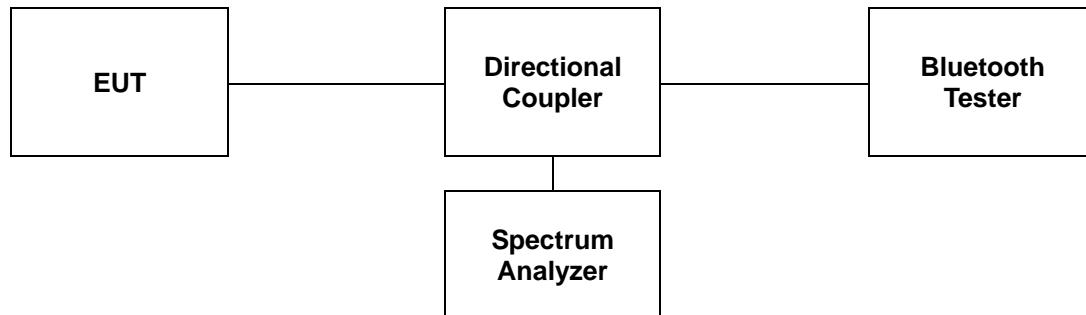 EUT
Directional
Coupler
Bluetooth
Tester
Spectrum
Analyzer